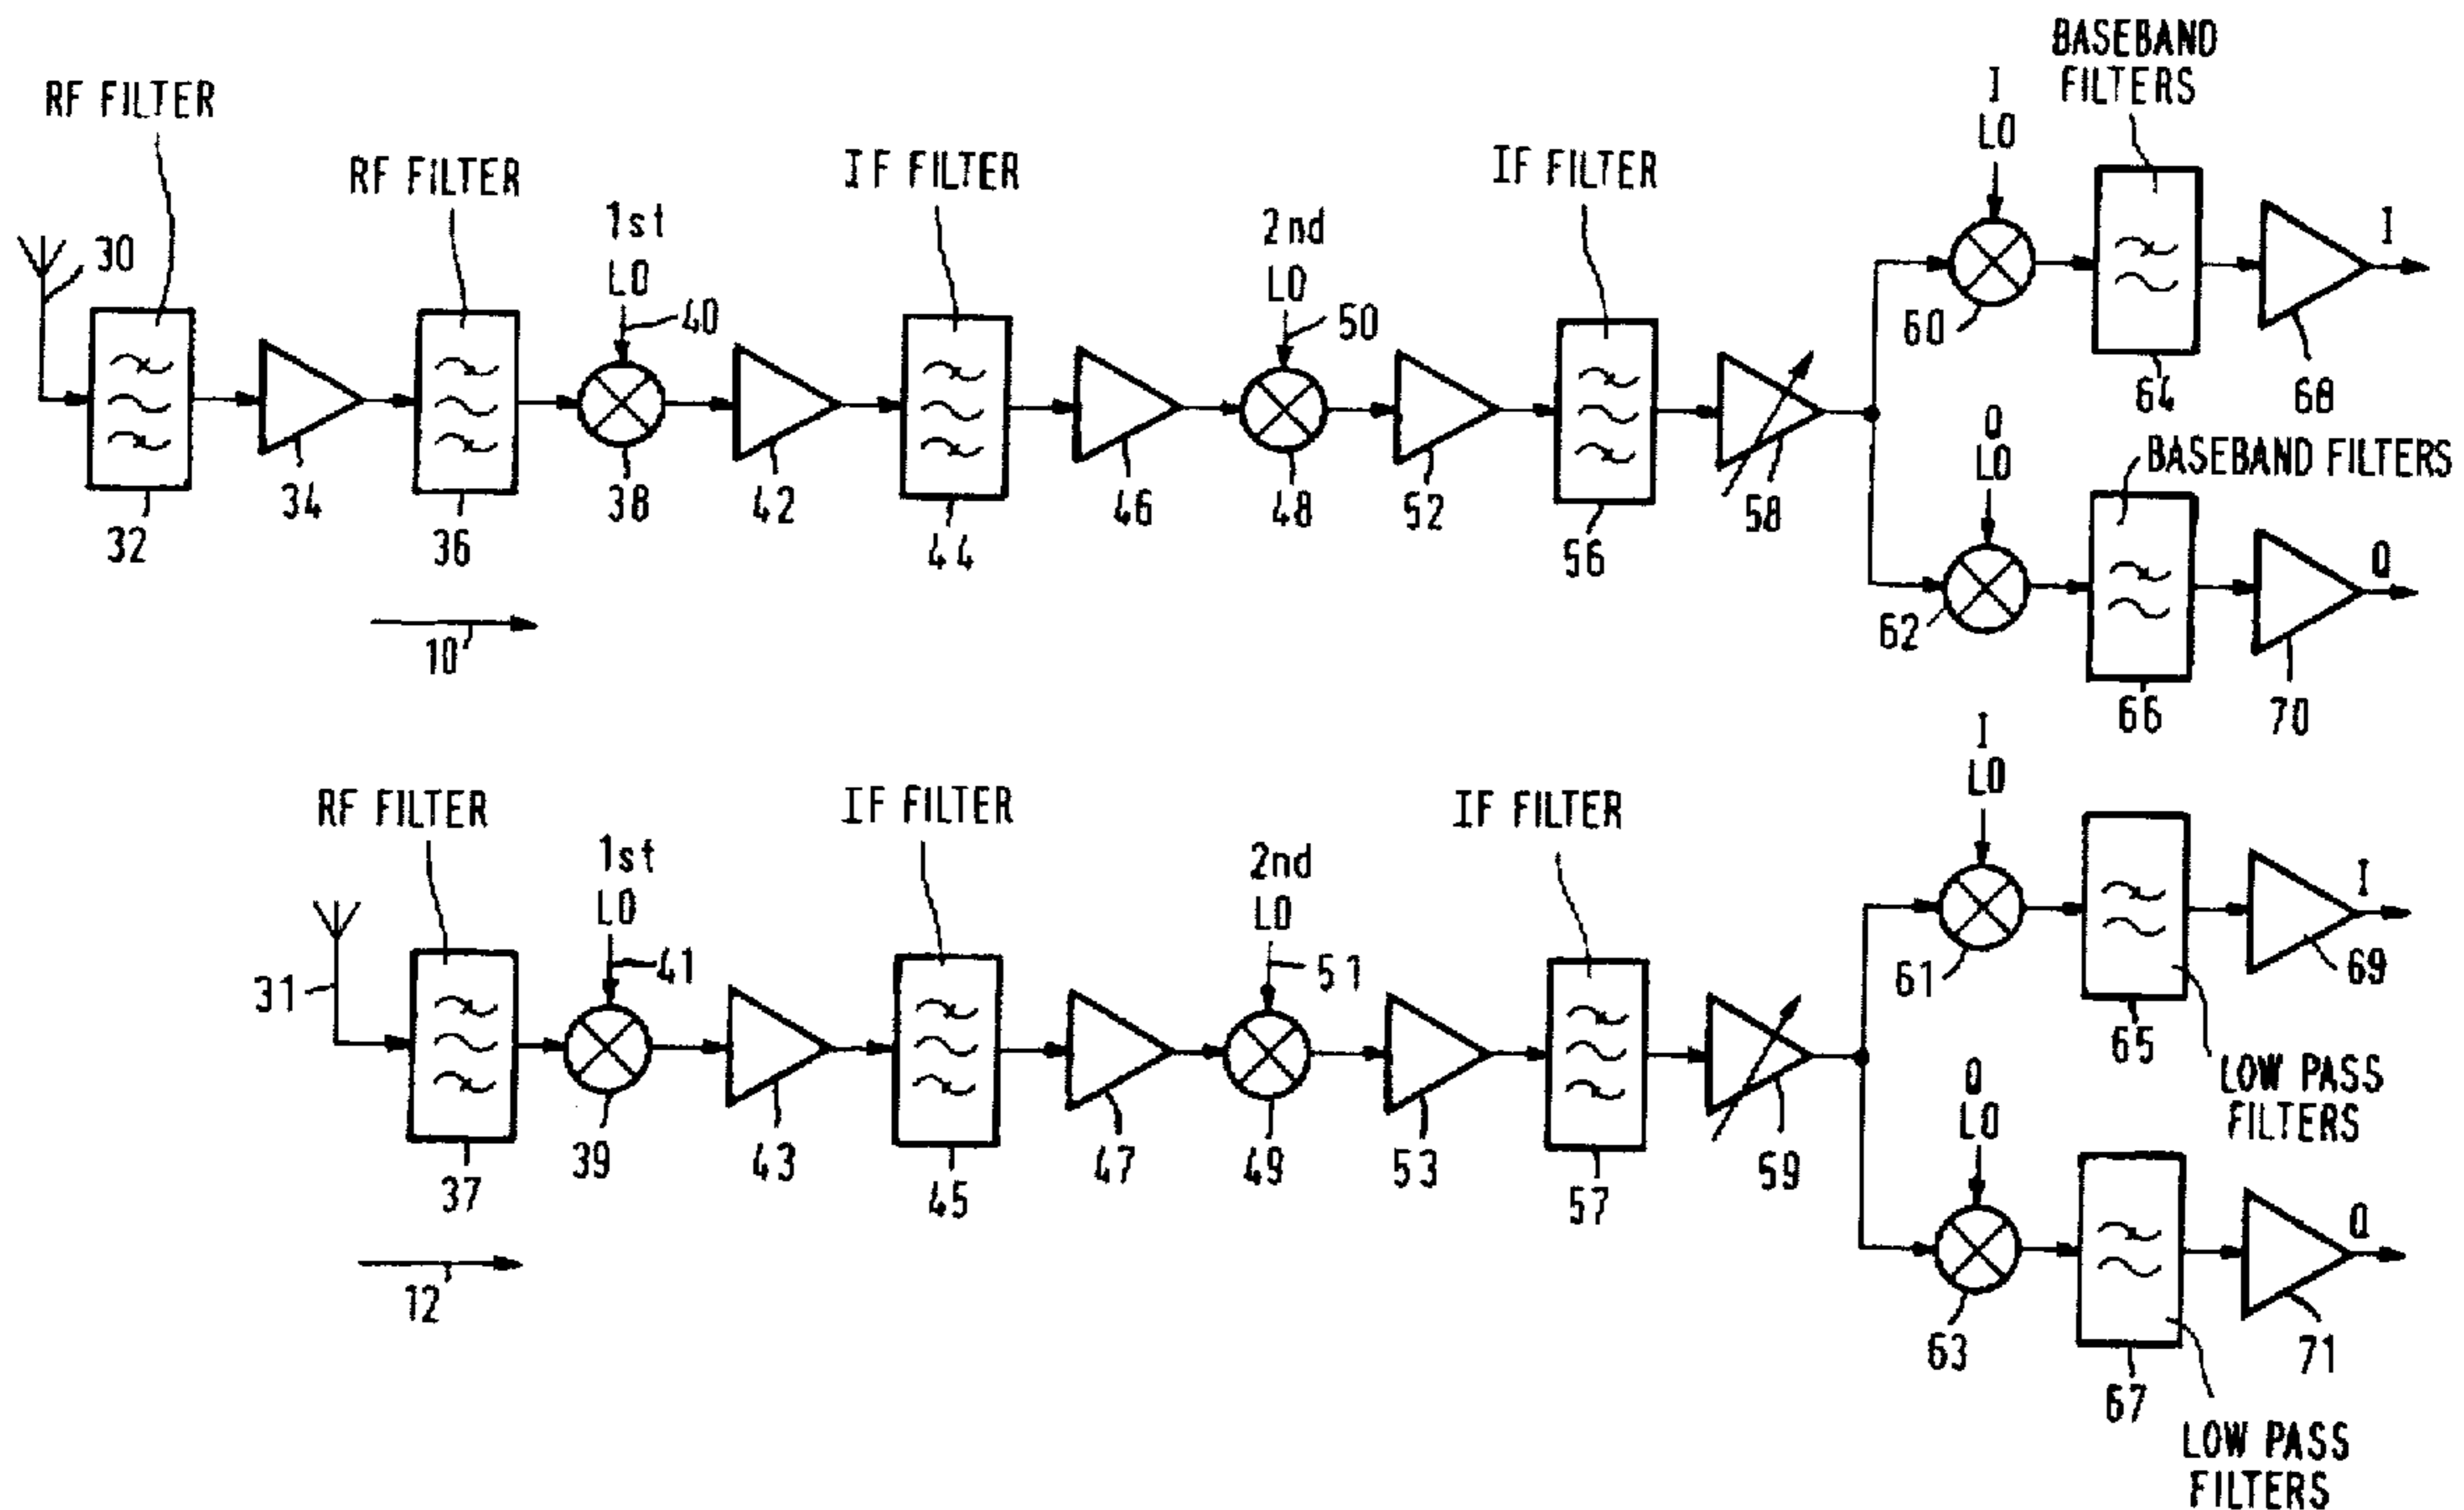 BASEBAND
FILTERS
RF FILTER
I
LO
RF FILTER
IF FILTER
IF FILTER
1st
LO
2nd
LO
30
40
50
60
64
68
Q
LO
I
BASEBAND FILTERS
32
34
36
38
42
44
46
48
52
56
58
62
66
70
Q
10
I
LO
RF FILTER
IF FILTER
IF FILTER
1st
LO
2nd
LO
31
41
51
61
65
69
I
LOW PASS
FILTERS
Q
LO
37
39
43
45
47
49
53
57
59
63
67
71
Q
12
LOW PASS
FILTERS